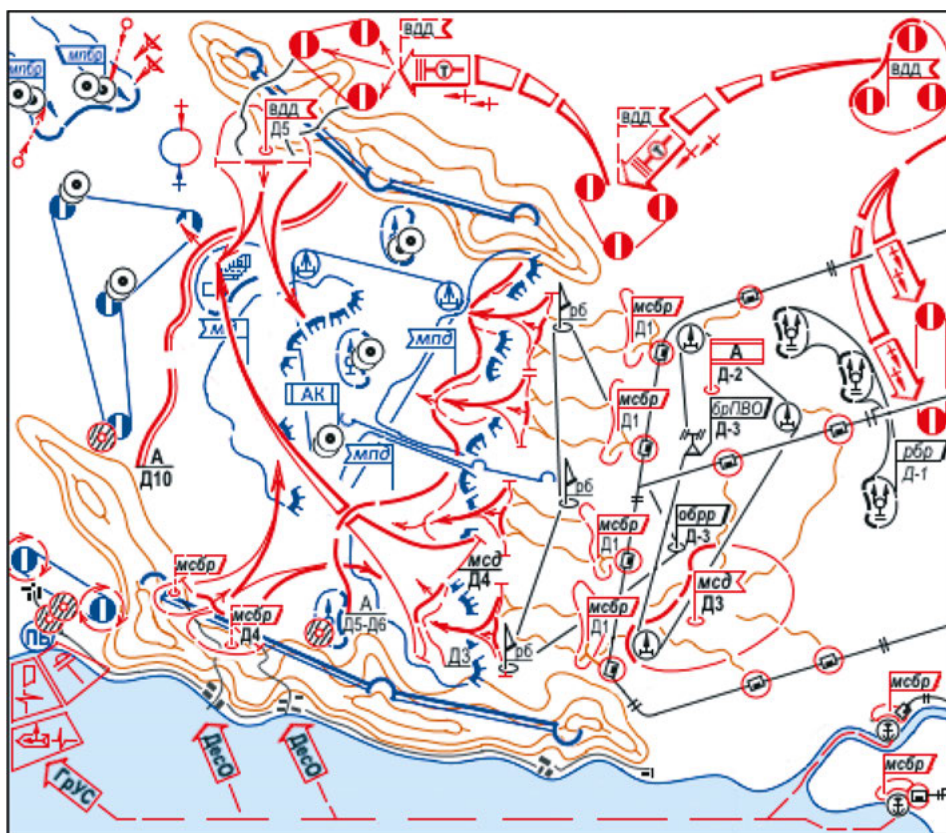 мпбр
мпбр
ВДД
ВДД
ВДД
ВДД
Д5
Т
Т
мпд
рб
мсбр
Д1
А
Д-2
мсбр
Д1
брПВО
Д-3
АК
мпд
А
Д10
рбр
Д-1
рб
обрр
Д-3
мсбр
Д1
мсбр
мсд
Д4
мсд
Д3
мсбр
Д4
А
Д5-Д6
Д3
мсбр
Д1
рб
ПБ
ДесО
ДесО
ГрУС
мсбр
мсбр